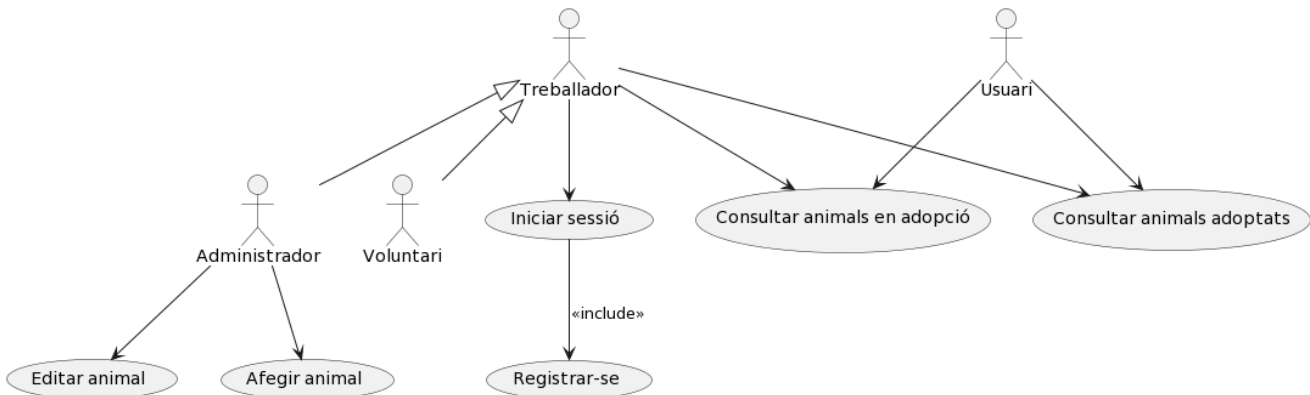 Treballador
Usuari
Administrador
Voluntari
Iniciar sessió
Consultar animals en adopció
Consultar animals adoptats
«include»
Editar animal
Afegir animal
Registrar-se